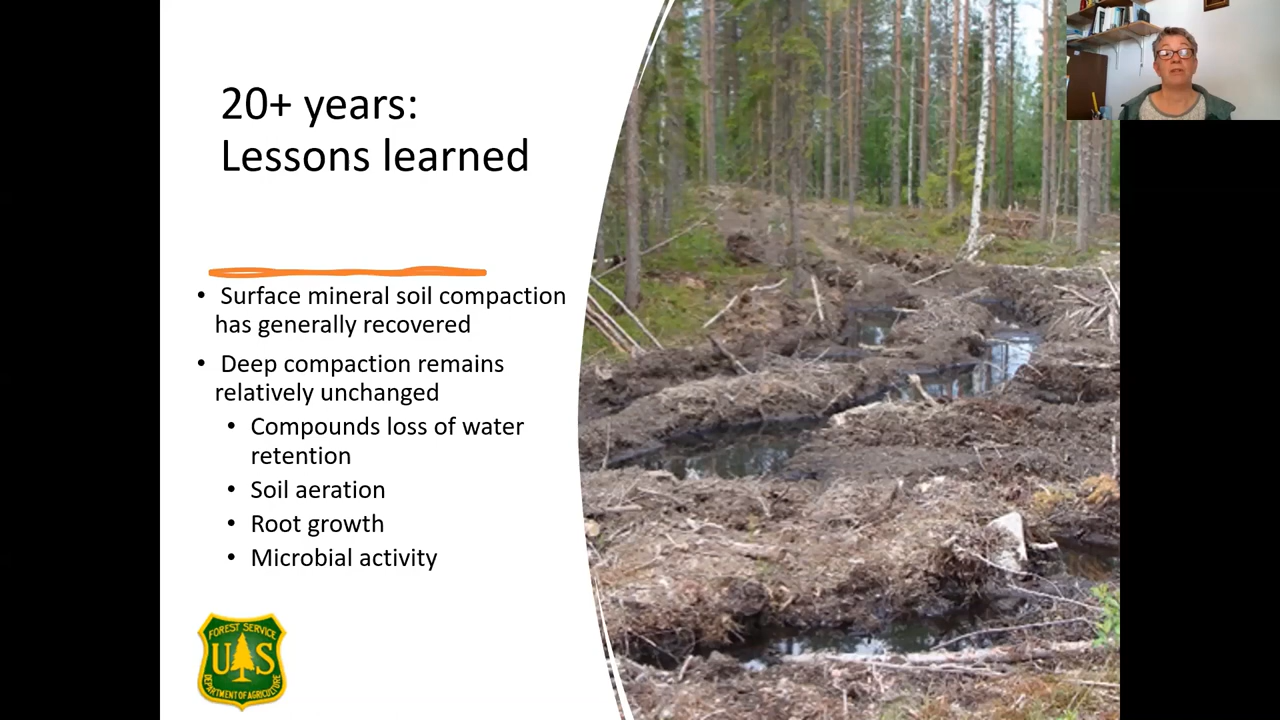 20+ years:
Lessons learned
• Surface mineral soil compaction
has generally recovered
• Deep compaction remains
relatively unchanged
• Compounds loss of water
retention
• Soil aeration
• Root growth
• Microbial activity
FOREST SERVICE
U S
DEPARTMENT OF AGRICULTURE